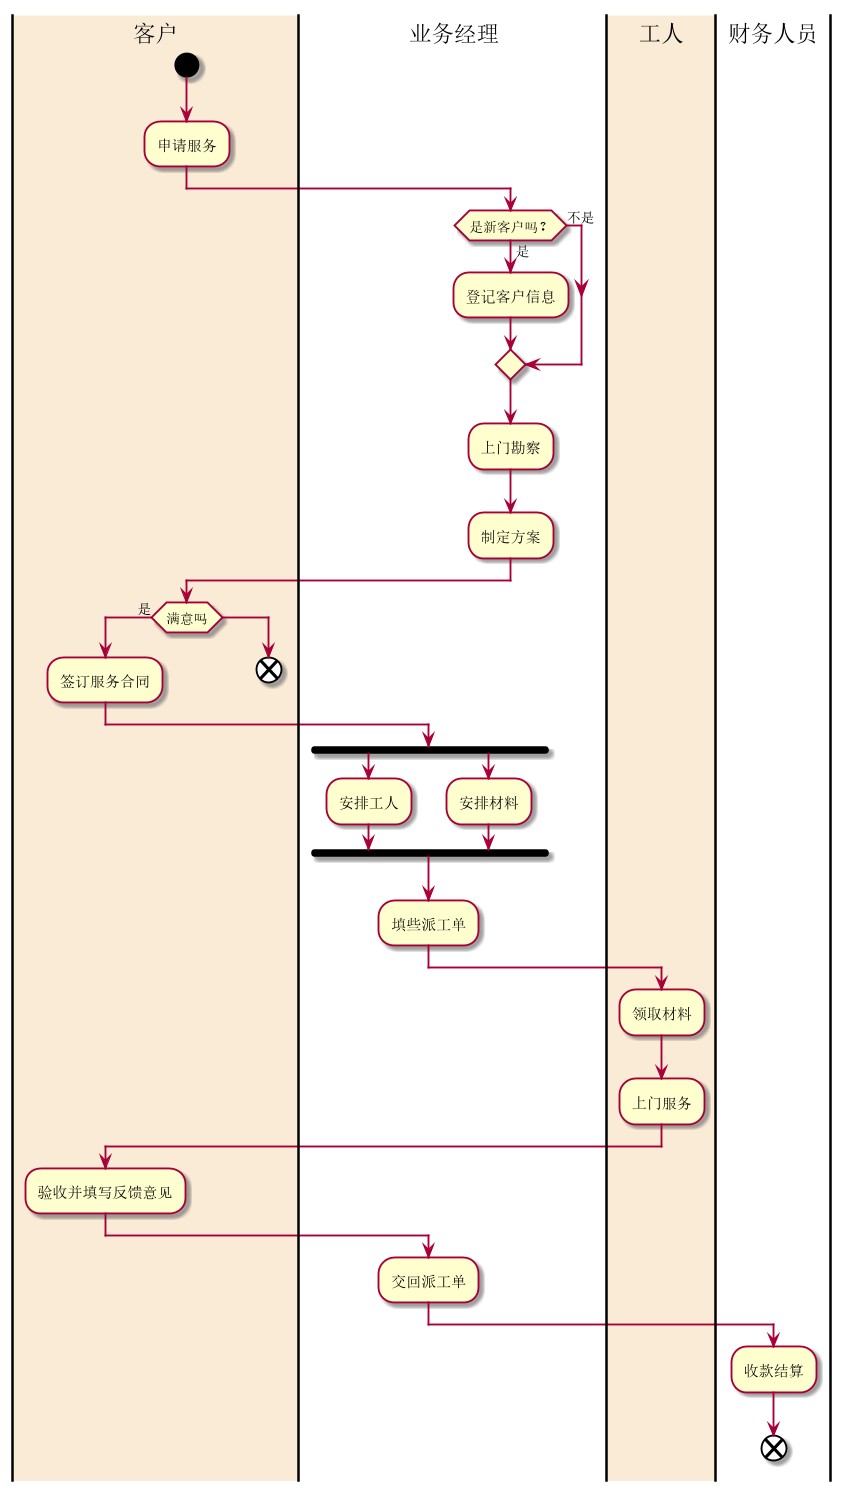 客户
业务经理
工人
财务人员
申请服务
是新客户吗?
不是
是
登记客户信息
上门勘察
制定方案
是
满意吗
签订服务合同
安排工人
安排材料
填些派工单
领取材料
上门服务
验收并填写反馈意见
交回派工单
收款结算